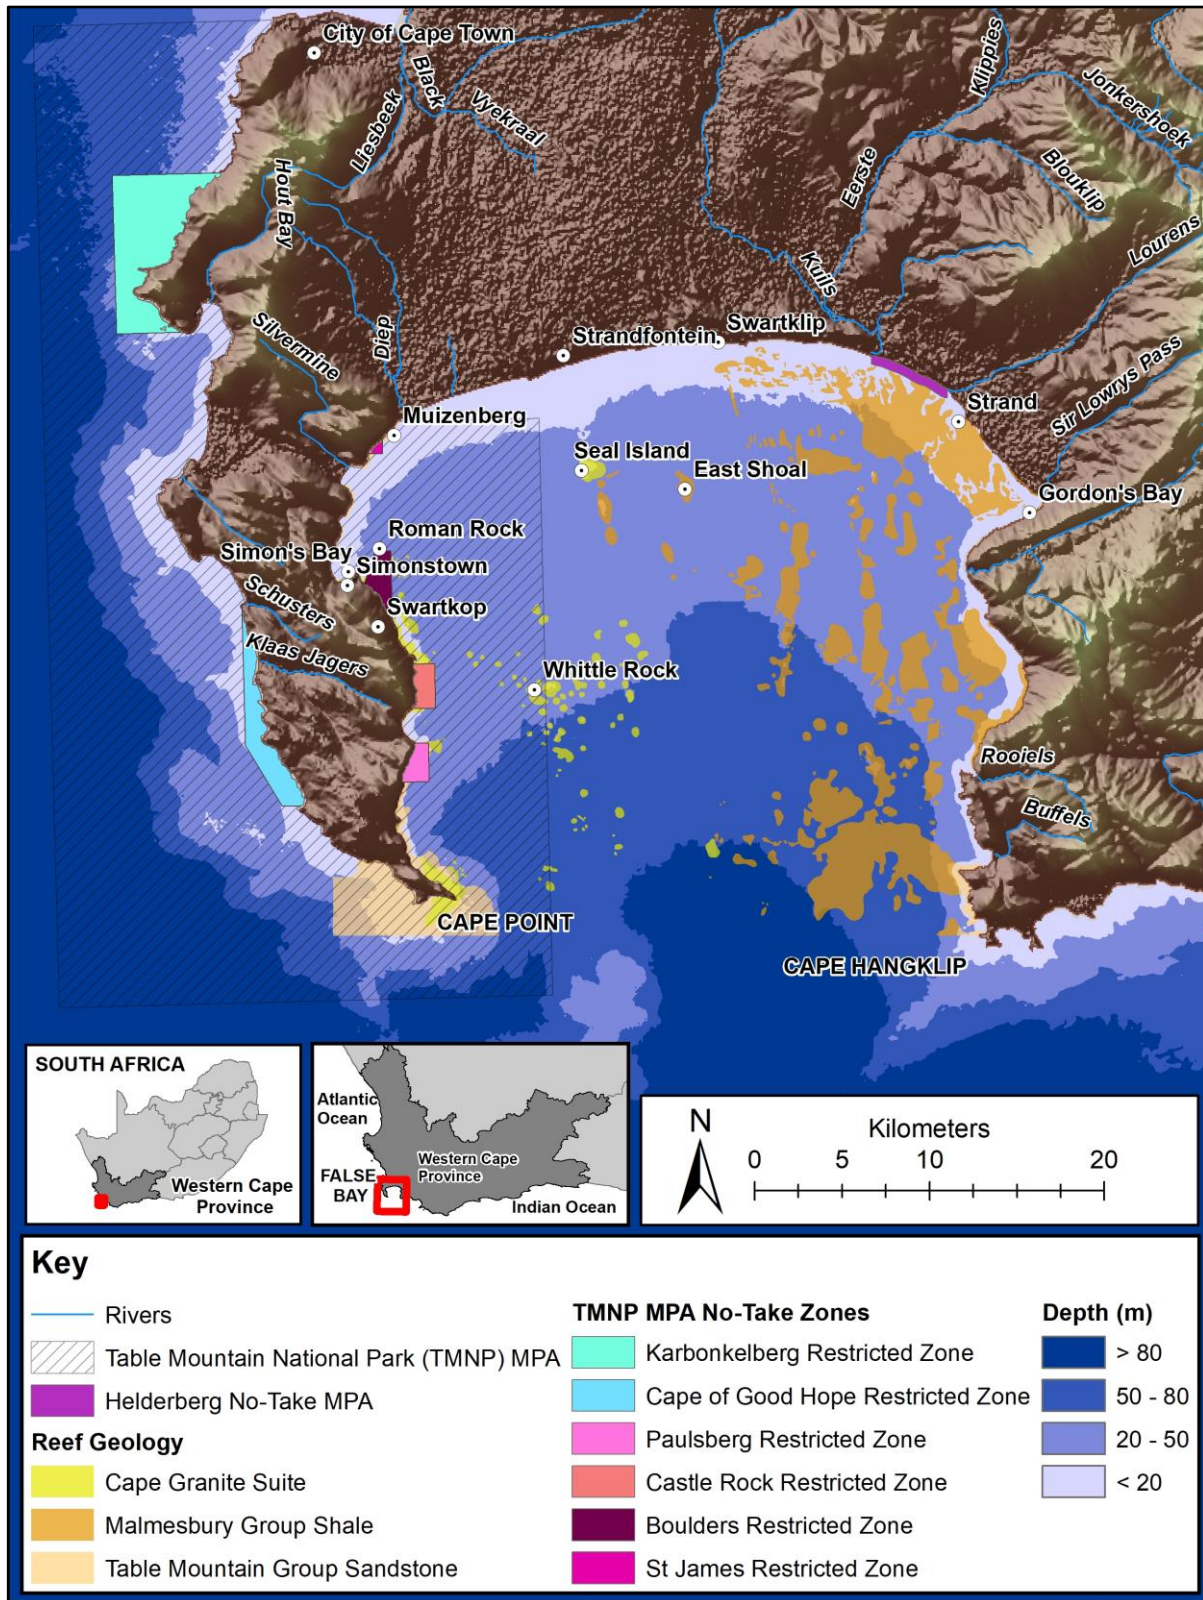 City of Cape Town
Black
Vyekraal
Liesbeek
Hout Bay
Klippies
Jonkershoek
Eerste
Blouklip
Lourens
Kuils
Silvermine
Diep
Strandfontein
Swartklip
Sir Lowrys Pass
Muizenberg
Strand
Seal Island
East Shoal
Gordon's Bay
Roman Rock
Simon's Bay
Simonstown
Schusters
Swartkop
Klaas Jagers
Whittle Rock
Rooiels
Buffels
CAPE POINT
CAPE HANGKLIP
SOUTH AFRICA
Western Cape
Province
Atlantic
Ocean
Western Cape
Province
FALSE
BAY
Indian Ocean
N
Kilometers
0 5 10 20
Key
Rivers
Table Mountain National Park (TMNP) MPA
Helderberg No-Take MPA
Reef Geology
Cape Granite Suite
Malmesbury Group Shale
Table Mountain Group Sandstone
TMNP MPA No-Take Zones
Karbonkelberg Restricted Zone
Cape of Good Hope Restricted Zone
Paulsberg Restricted Zone
Castle Rock Restricted Zone
Boulders Restricted Zone
St James Restricted Zone
Depth (m)
> 80
50 - 80
20 - 50
< 20